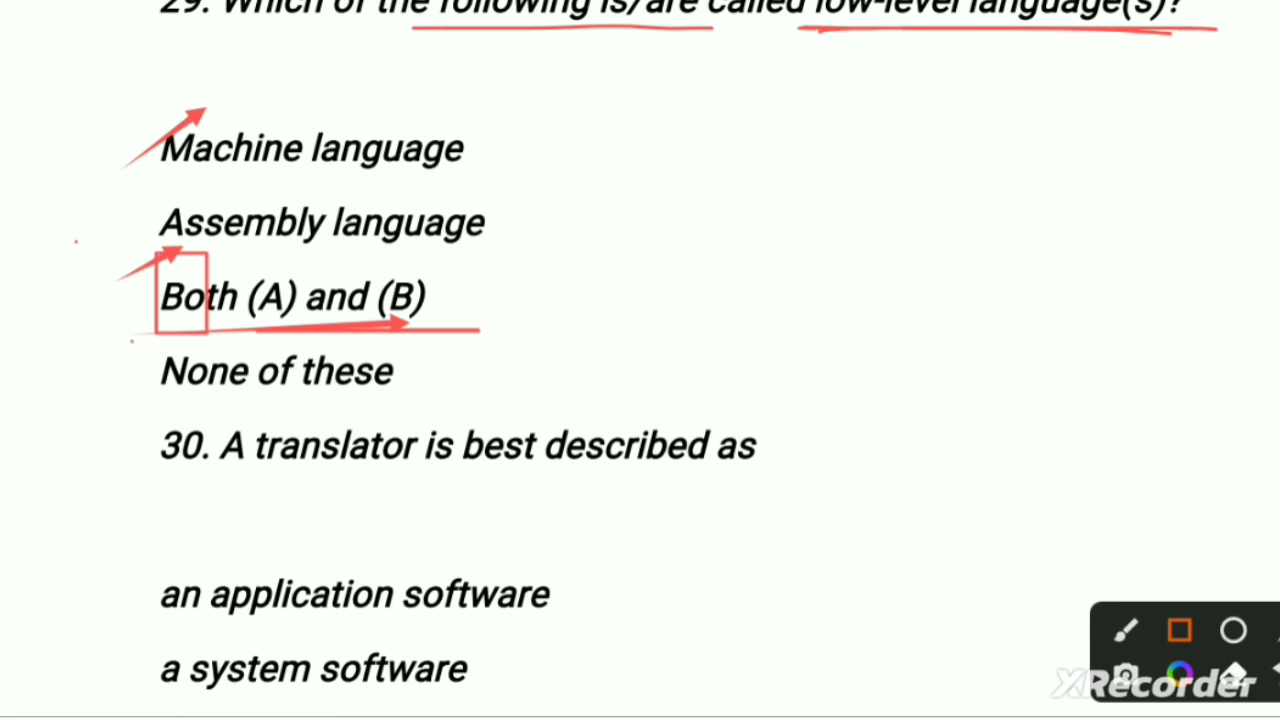 29. Which of the following is/are called low-level language(s)?
Machine language
Assembly language
Both (A) and (B)
None of these
30. A translator is best described as
an application software
a system software
XRecorder